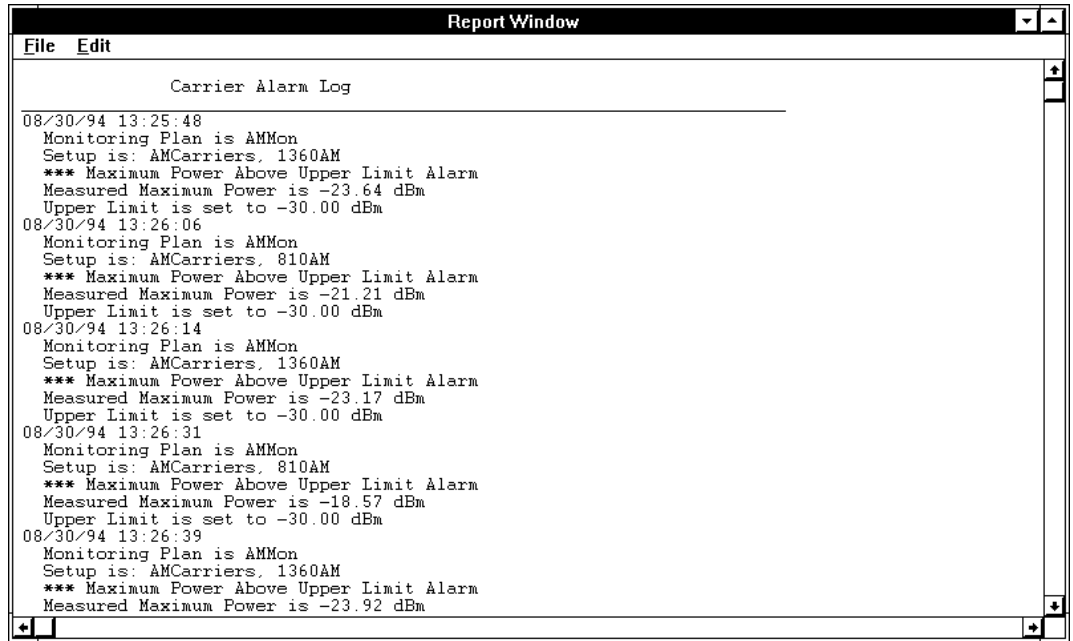 Report Window
File Edit
Carrier Alarm Log
08/30/94 13:25:48
Monitoring Plan is AMMon
Setup is: AMCarriers, 1360AM
*** Maximum Power Above Upper Limit Alarm
Measured Maximum Power is -23.64 dBm
Upper Limit is set to -30.00 dBm
08/30/94 13:26:06
Monitoring Plan is AMMon
Setup is: AMCarriers, 810AM
*** Maximum Power Above Upper Limit Alarm
Measured Maximum Power is -21.21 dBm
Upper Limit is set to -30.00 dBm
08/30/94 13:26:14
Monitoring Plan is AMMon
Setup is: AMCarriers, 1360AM
*** Maximum Power Above Upper Limit Alarm
Measured Maximum Power is -23.17 dBm
Upper Limit is set to -30.00 dBm
08/30/94 13:26:31
Monitoring Plan is AMMon
Setup is: AMCarriers, 810AM
*** Maximum Power Above Upper Limit Alarm
Measured Maximum Power is -18.57 dBm
Upper Limit is set to -30.00 dBm
08/30/94 13:26:39
Monitoring Plan is AMMon
Setup is: AMCarriers, 1360AM
*** Maximum Power Above Upper Limit Alarm
Measured Maximum Power is -23.92 dBm